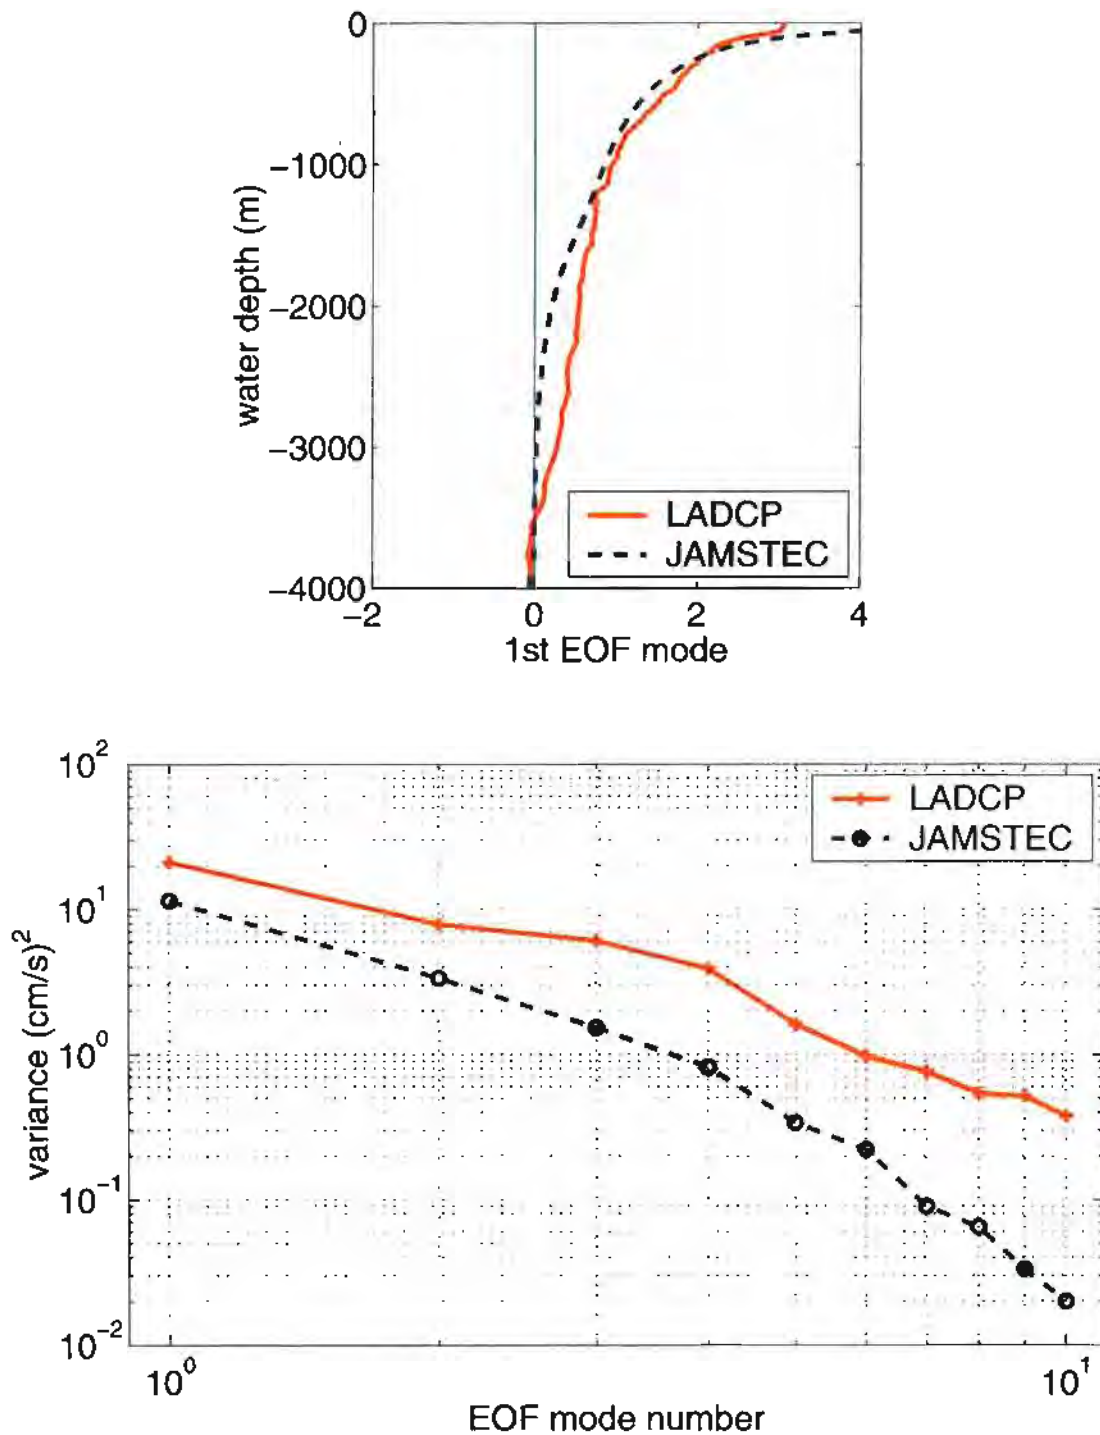 0
−1000
−2000
−3000
−4000
water depth (m)
LADCP
JAMSTEC
−2 0 2 4
1st EOF mode
10^2
10^1
10^0
10^−1
10^−2
variance (cm/s)^2
LADCP
JAMSTEC
10^0 10^1
EOF mode number